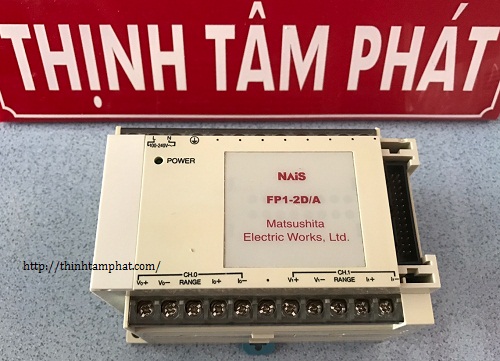 THỊNH TÂM PHÁT
L N
100-240V~
POWER
NAiS
FP1-2D/A
Matsushita
Electric Works, Ltd.
http://thinhtamphat.com/
CH.0
V0+ V0− RANGE I0+ I0−
CH.1
V1+ V1− RANGE I1+ I1−